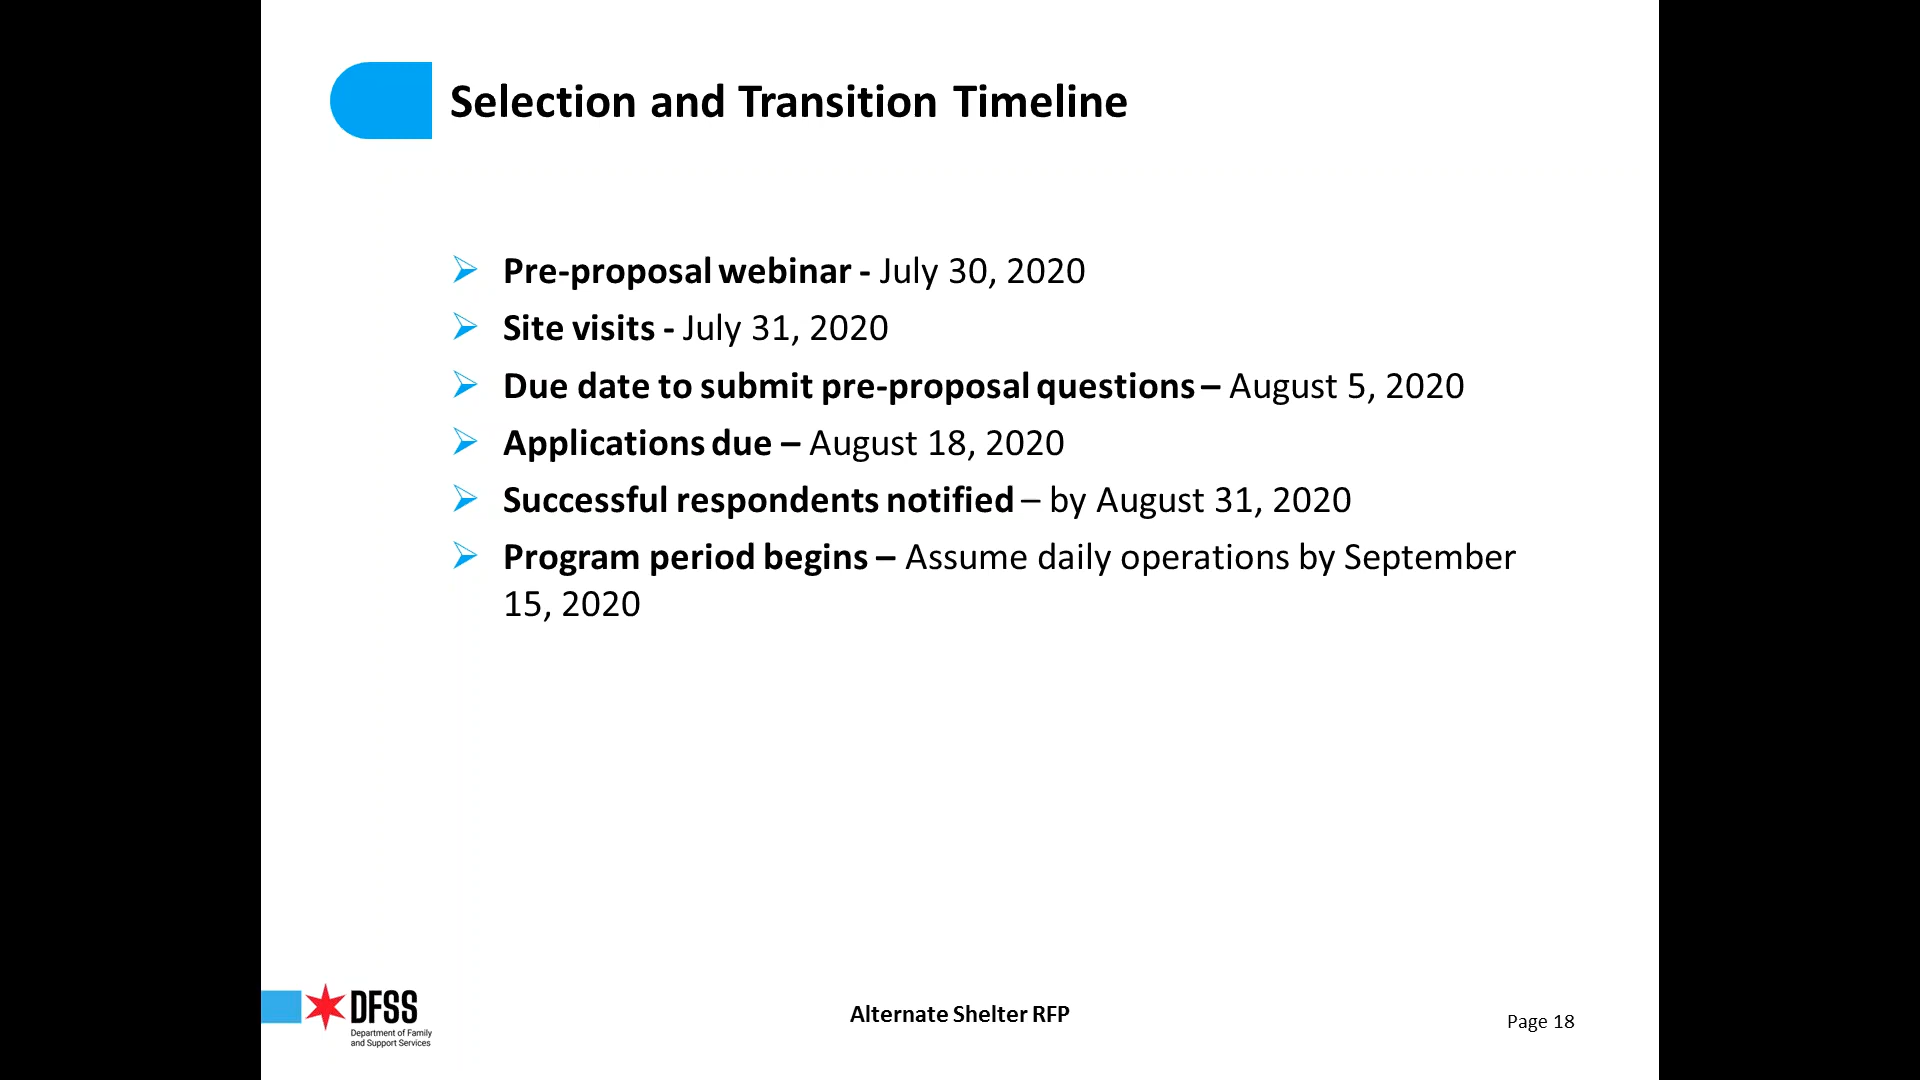 Selection and Transition Timeline
➢ Pre-proposal webinar - July 30, 2020
➢ Site visits - July 31, 2020
➢ Due date to submit pre-proposal questions – August 5, 2020
➢ Applications due – August 18, 2020
➢ Successful respondents notified – by August 31, 2020
➢ Program period begins – Assume daily operations by September
15, 2020
DFSS
Department of Family
and Support Services
Alternate Shelter RFP
Page 18